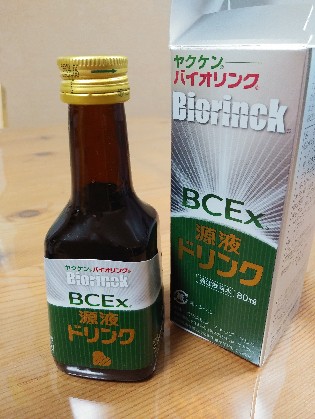 ヤクケン®
バイオリンク®
Biorinck
BCEx®
源液
ドリンク
80ml
ヤクケン バイオリンク®
Biorinck
BCEx®
源液
ドリンク